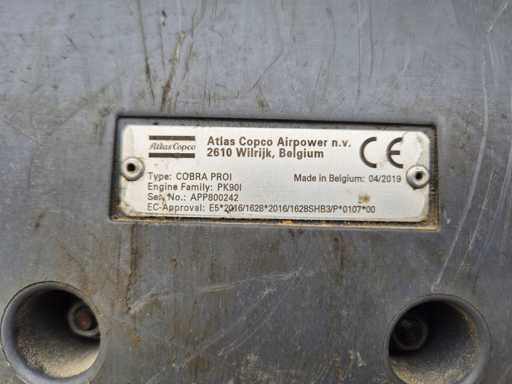 Atlas Copco
Atlas Copco Airpower n.v.
2610 Wilrijk, Belgium
CE
Type: COBRA PROI
Made in Belgium: 04/2019
Engine Family: PK90I
Ser. No.: APP800242
EC-Approval: E5*2016/1628*2016/1628SHB3/P*0107*00